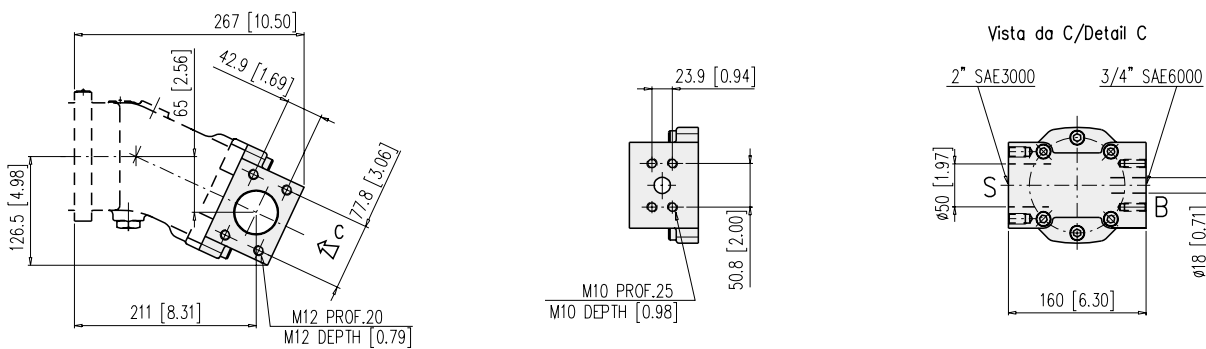 267 [10.50]
42.9 [1.69]
65 [2.56]
126.5 [4.98]
77.8 [3.06]
C
211 [8.31]
M12 PROF.20
M12 DEPTH [0.79]
23.9 [0.94]
50.8 [2.00]
M10 PROF.25
M10 DEPTH [0.98]
Vista da C/Detail C
2" SAE3000
3/4" SAE6000
S
B
ø50 [1.97]
ø18 [0.71]
160 [6.30]